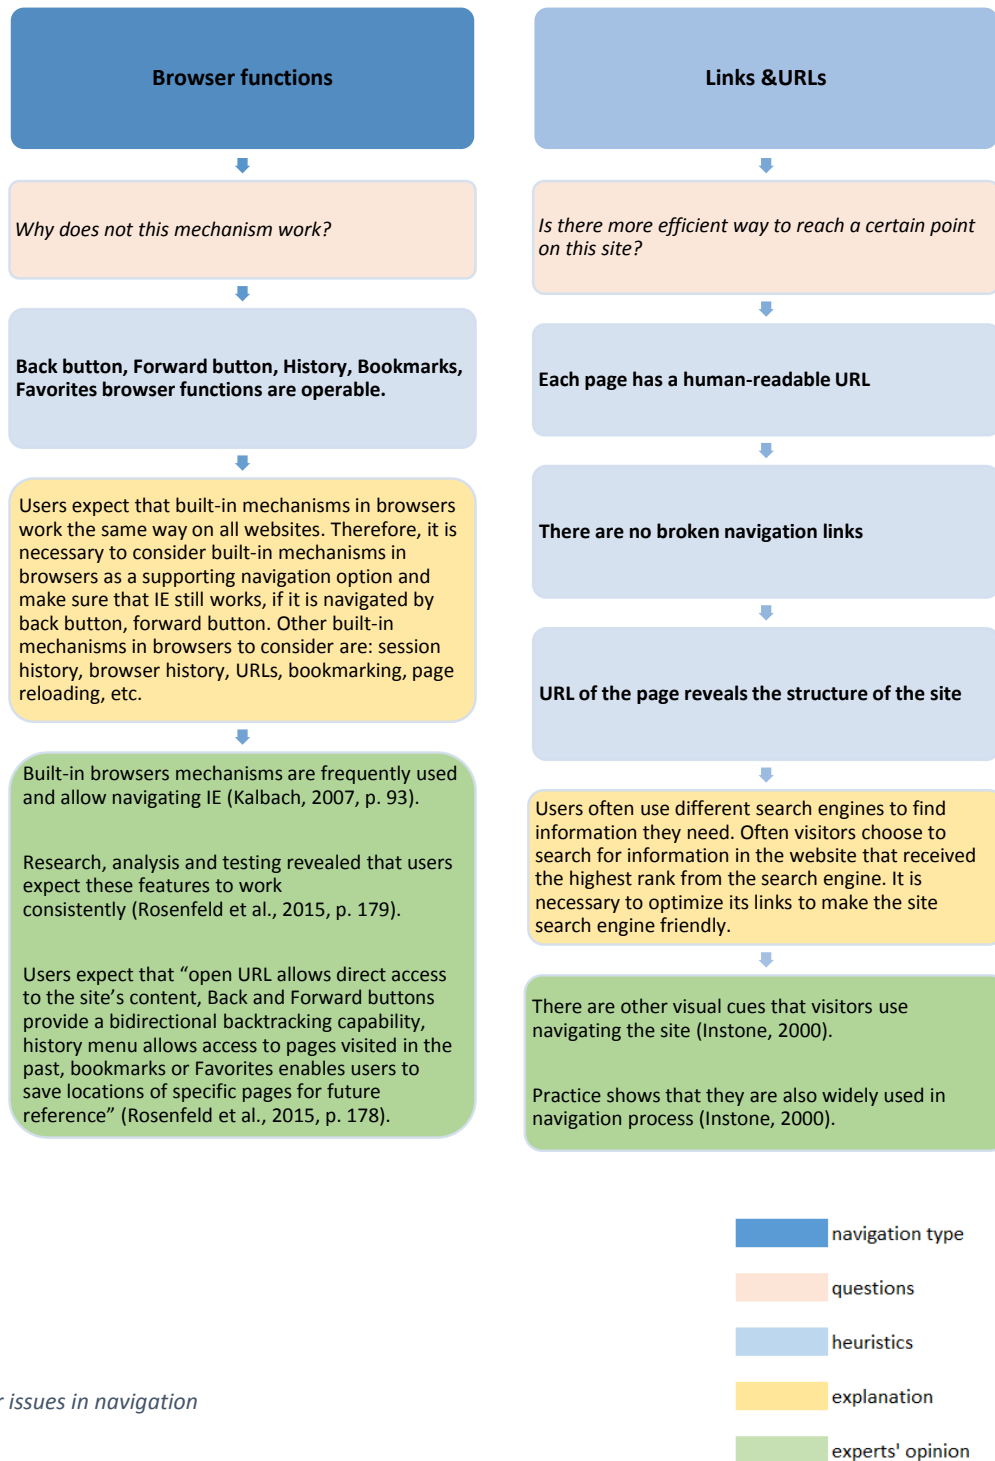 Browser functions
Why does not this mechanism work?
Back button, Forward button, History, Bookmarks,
Favorites browser functions are operable.
Users expect that built-in mechanisms in browsers
work the same way on all websites. Therefore, it is
necessary to consider built-in mechanisms in
browsers as a supporting navigation option and
make sure that IE still works, if it is navigated by
back button, forward button. Other built-in
mechanisms in browsers to consider are: session
history, browser history, URLs, bookmarking, page
reloading, etc.
Built-in browsers mechanisms are frequently used
and allow navigating IE (Kalbach, 2007, p. 93).
Research, analysis and testing revealed that users
expect these features to work
consistently (Rosenfeld et al., 2015, p. 179).
Users expect that “open URL allows direct access
to the site’s content, Back and Forward buttons
provide a bidirectional backtracking capability,
history menu allows access to pages visited in the
past, bookmarks or Favorites enables users to
save locations of specific pages for future
reference” (Rosenfeld et al., 2015, p. 178).
Links &URLs
Is there more efficient way to reach a certain point
on this site?
Each page has a human-readable URL
There are no broken navigation links
URL of the page reveals the structure of the site
Users often use different search engines to find
information they need. Often visitors choose to
search for information in the website that received
the highest rank from the search engine. It is
necessary to optimize its links to make the site
search engine friendly.
There are other visual cues that visitors use
navigating the site (Instone, 2000).
Practice shows that they are also widely used in
navigation process (Instone, 2000).
navigation type
questions
heuristics
explanation
experts' opinion
r issues in navigation